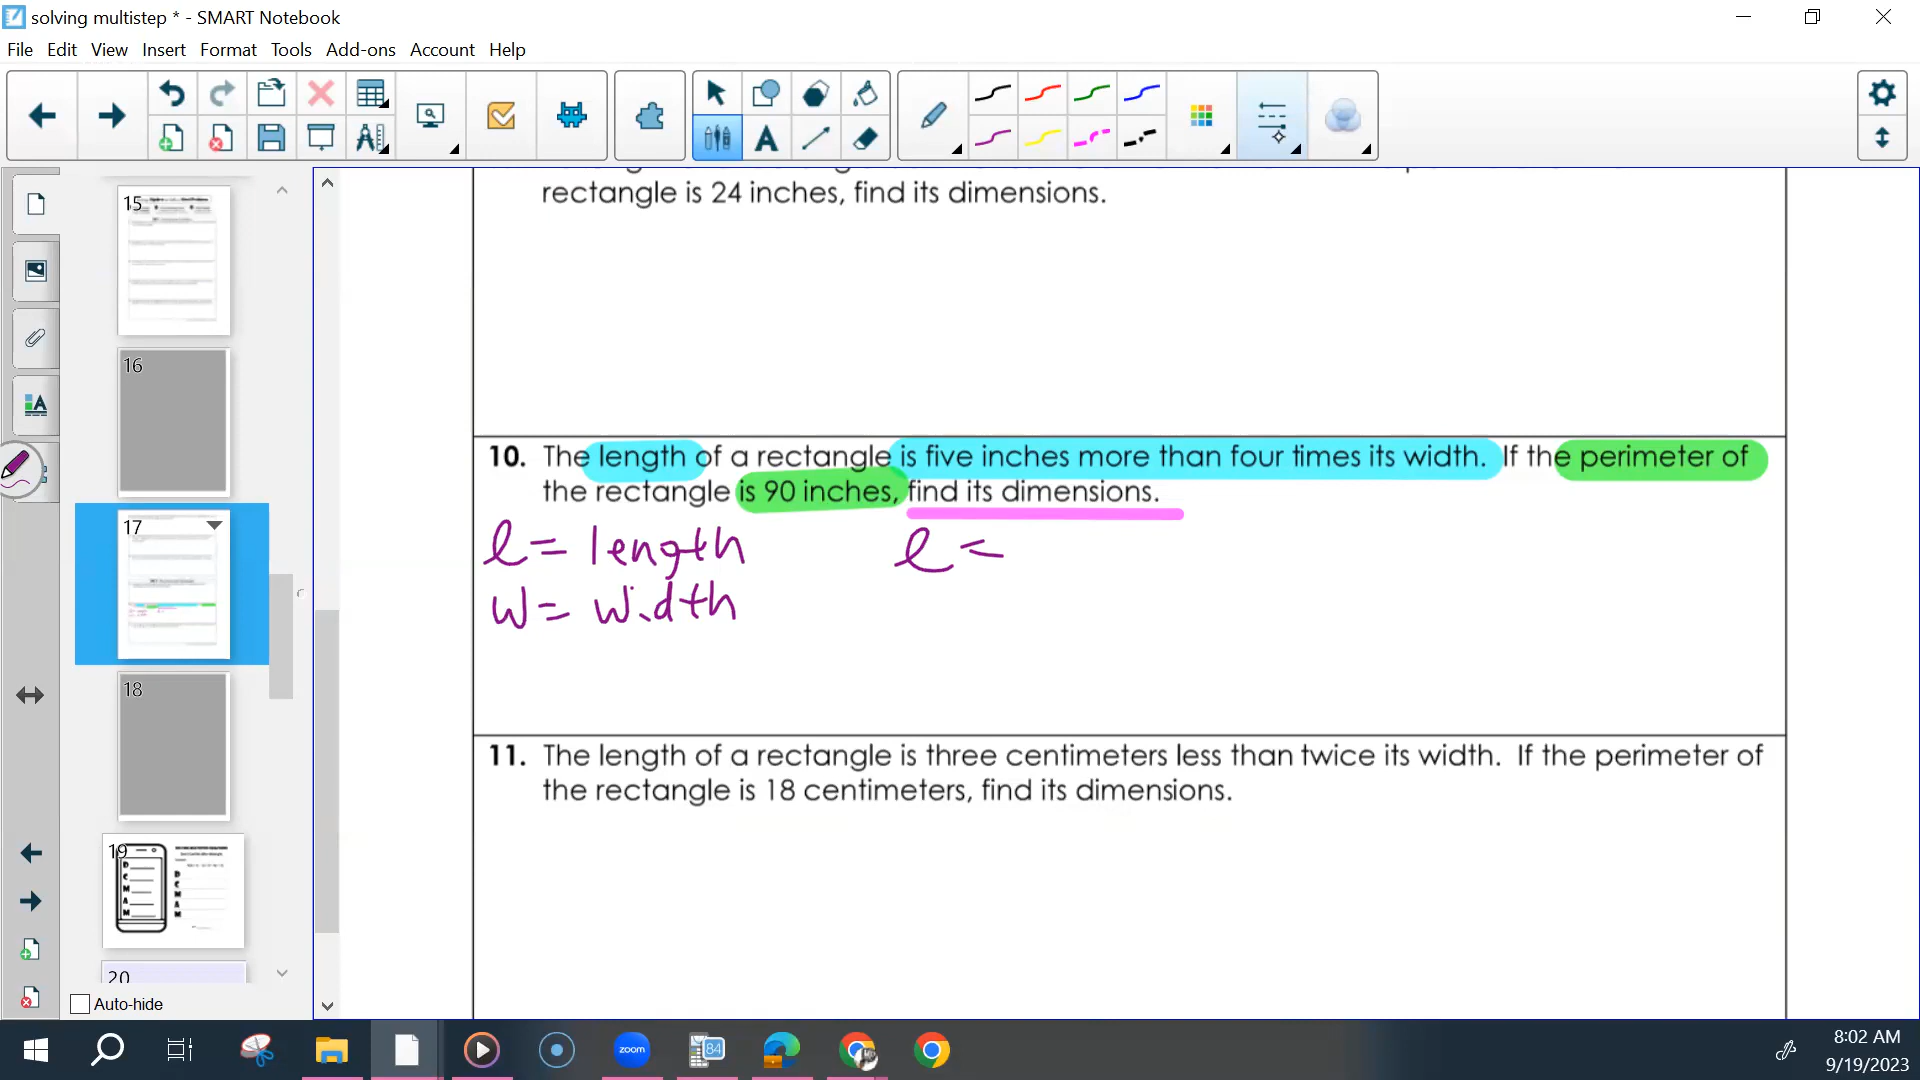 solving multistep * - SMART Notebook
File Edit View Insert Format Tools Add-ons Account Help
rectangle is 24 inches, find its dimensions.
10. The length of a rectangle is five inches more than four times its width. If the perimeter of
the rectangle is 90 inches, find its dimensions.
l = length l =
w = width
11. The length of a rectangle is three centimeters less than twice its width. If the perimeter of
the rectangle is 18 centimeters, find its dimensions.
15
16
17
18
19
D
C
M
A
M
D
C
M
A
M
20
Auto-hide
zoom
84
8:02 AM
9/19/2023